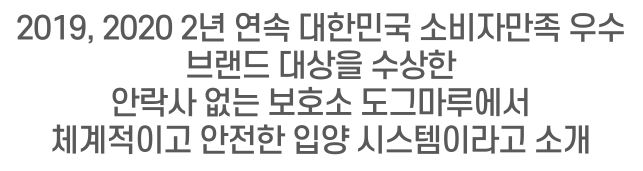 2019, 2020 2년 연속 대한민국 소비자만족 우수
브랜드 대상을 수상한
안락사 없는 보호소 도그마루에서
체계적이고 안전한 입양 시스템이라고 소개